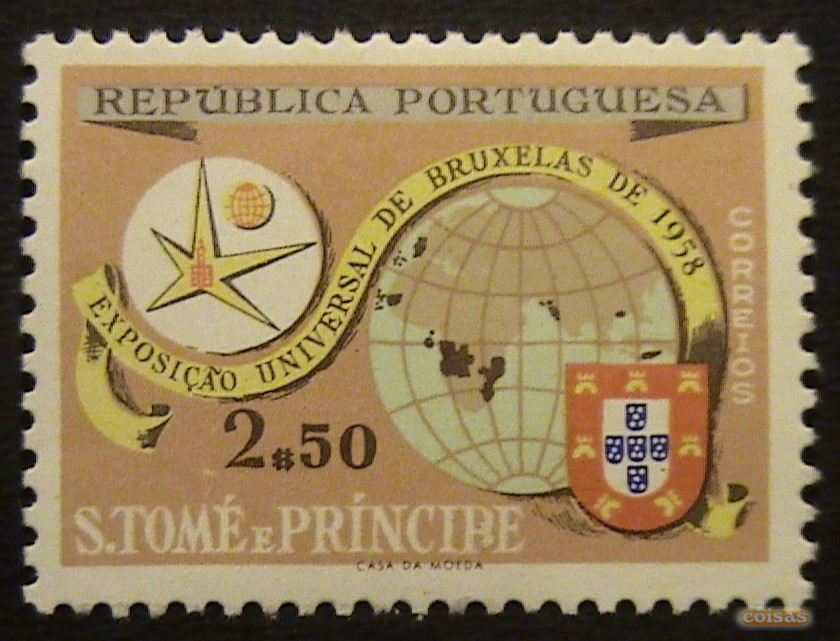 REPÚBLICA PORTUGUESA
EXPOSIÇÃO UNIVERSAL DE BRUXELAS DE 1958
CORREIOS
2$50
S. TOMÉ E PRÍNCIPE
CASA DA MOEDA
coisas